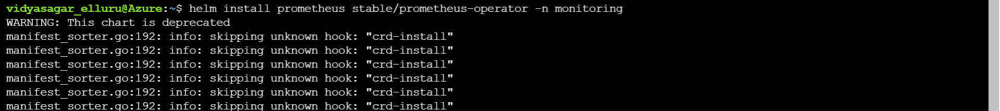 vidyasagar_elluru@Azure:~$ helm install prometheus stable/prometheus-operator -n monitoring
WARNING: This chart is deprecated
manifest_sorter.go:192: info: skipping unknown hook: "crd-install"
manifest_sorter.go:192: info: skipping unknown hook: "crd-install"
manifest_sorter.go:192: info: skipping unknown hook: "crd-install"
manifest_sorter.go:192: info: skipping unknown hook: "crd-install"
manifest_sorter.go:192: info: skipping unknown hook: "crd-install"
manifest_sorter.go:192: info: skipping unknown hook: "crd-install"